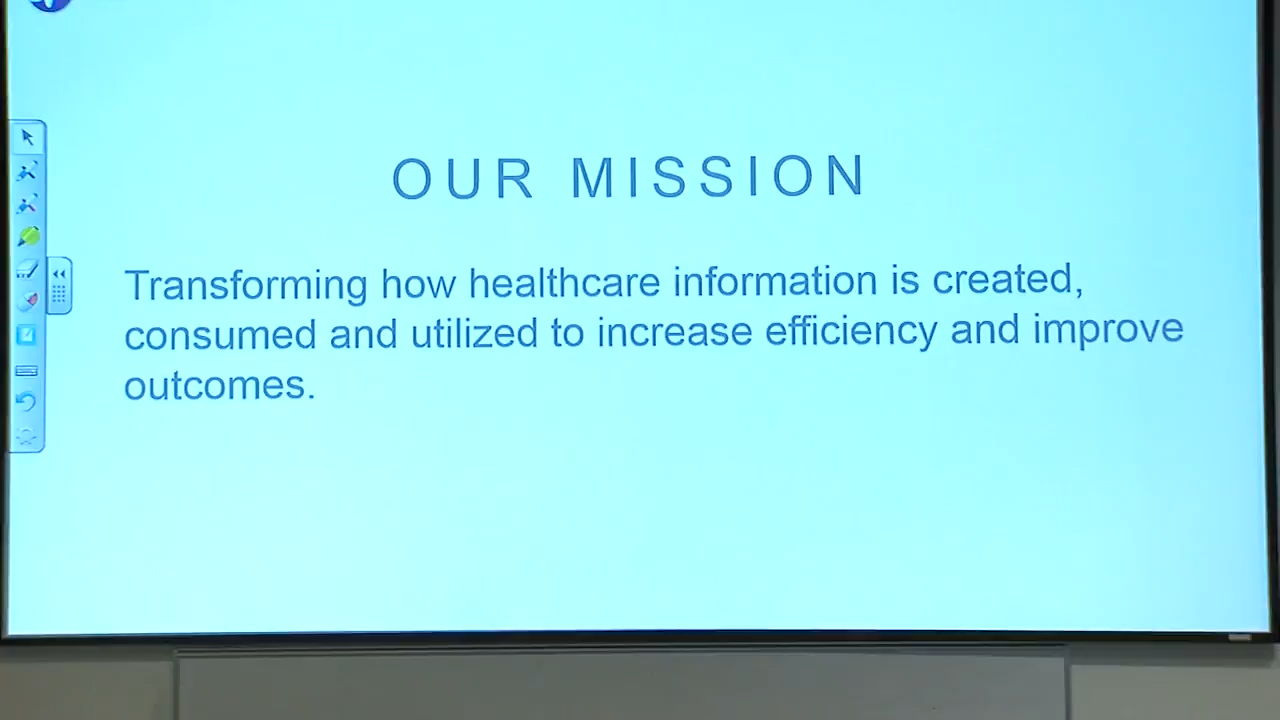 OUR MISSION
Transforming how healthcare information is created,
consumed and utilized to increase efficiency and improve
outcomes.